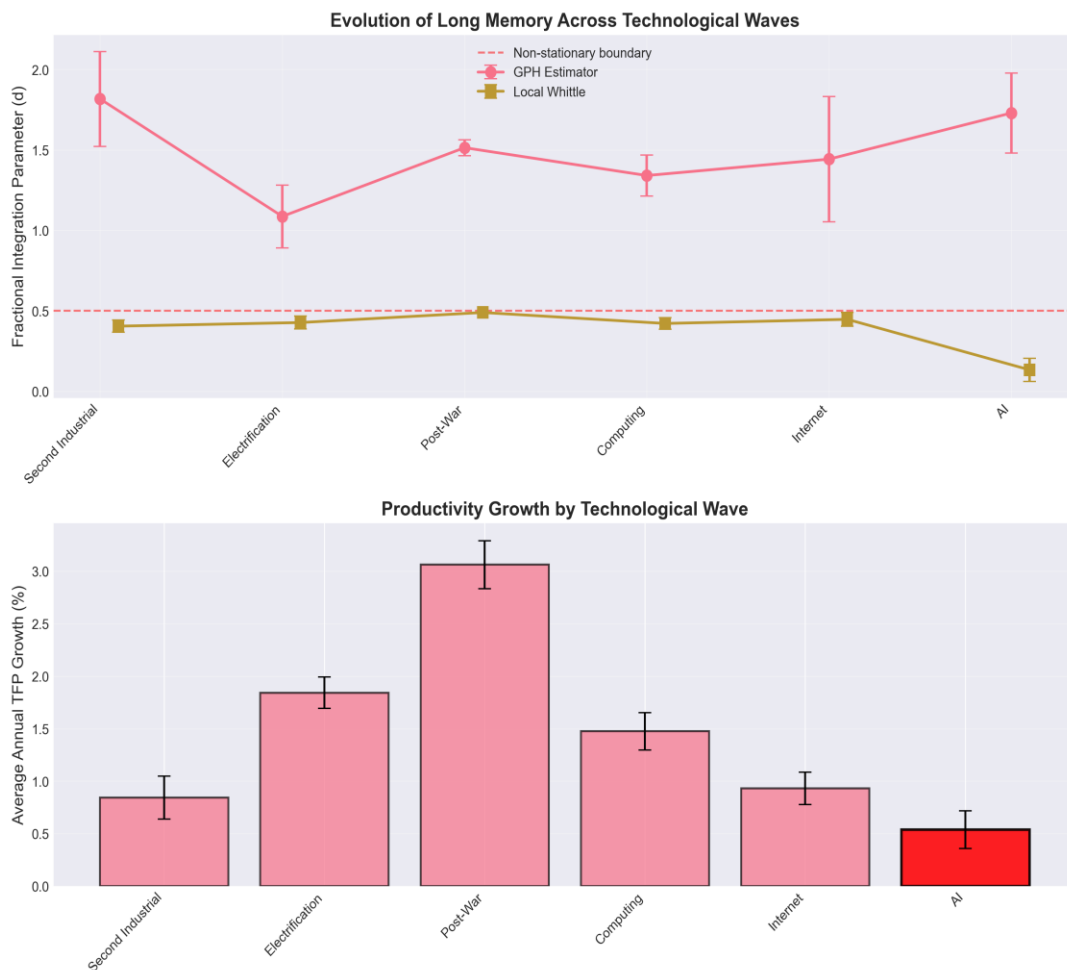 Evolution of Long Memory Across Technological Waves
Non-stationary boundary
GPH Estimator
Local Whittle
Fractional Integration Parameter (d)
2.0
1.5
1.0
0.5
0.0
Second Industrial
Electrification
Post-War
Computing
Internet
AI
Productivity Growth by Technological Wave
Average Annual TFP Growth (%)
3.0
2.5
2.0
1.5
1.0
0.5
0.0
Second Industrial
Electrification
Post-War
Computing
Internet
AI